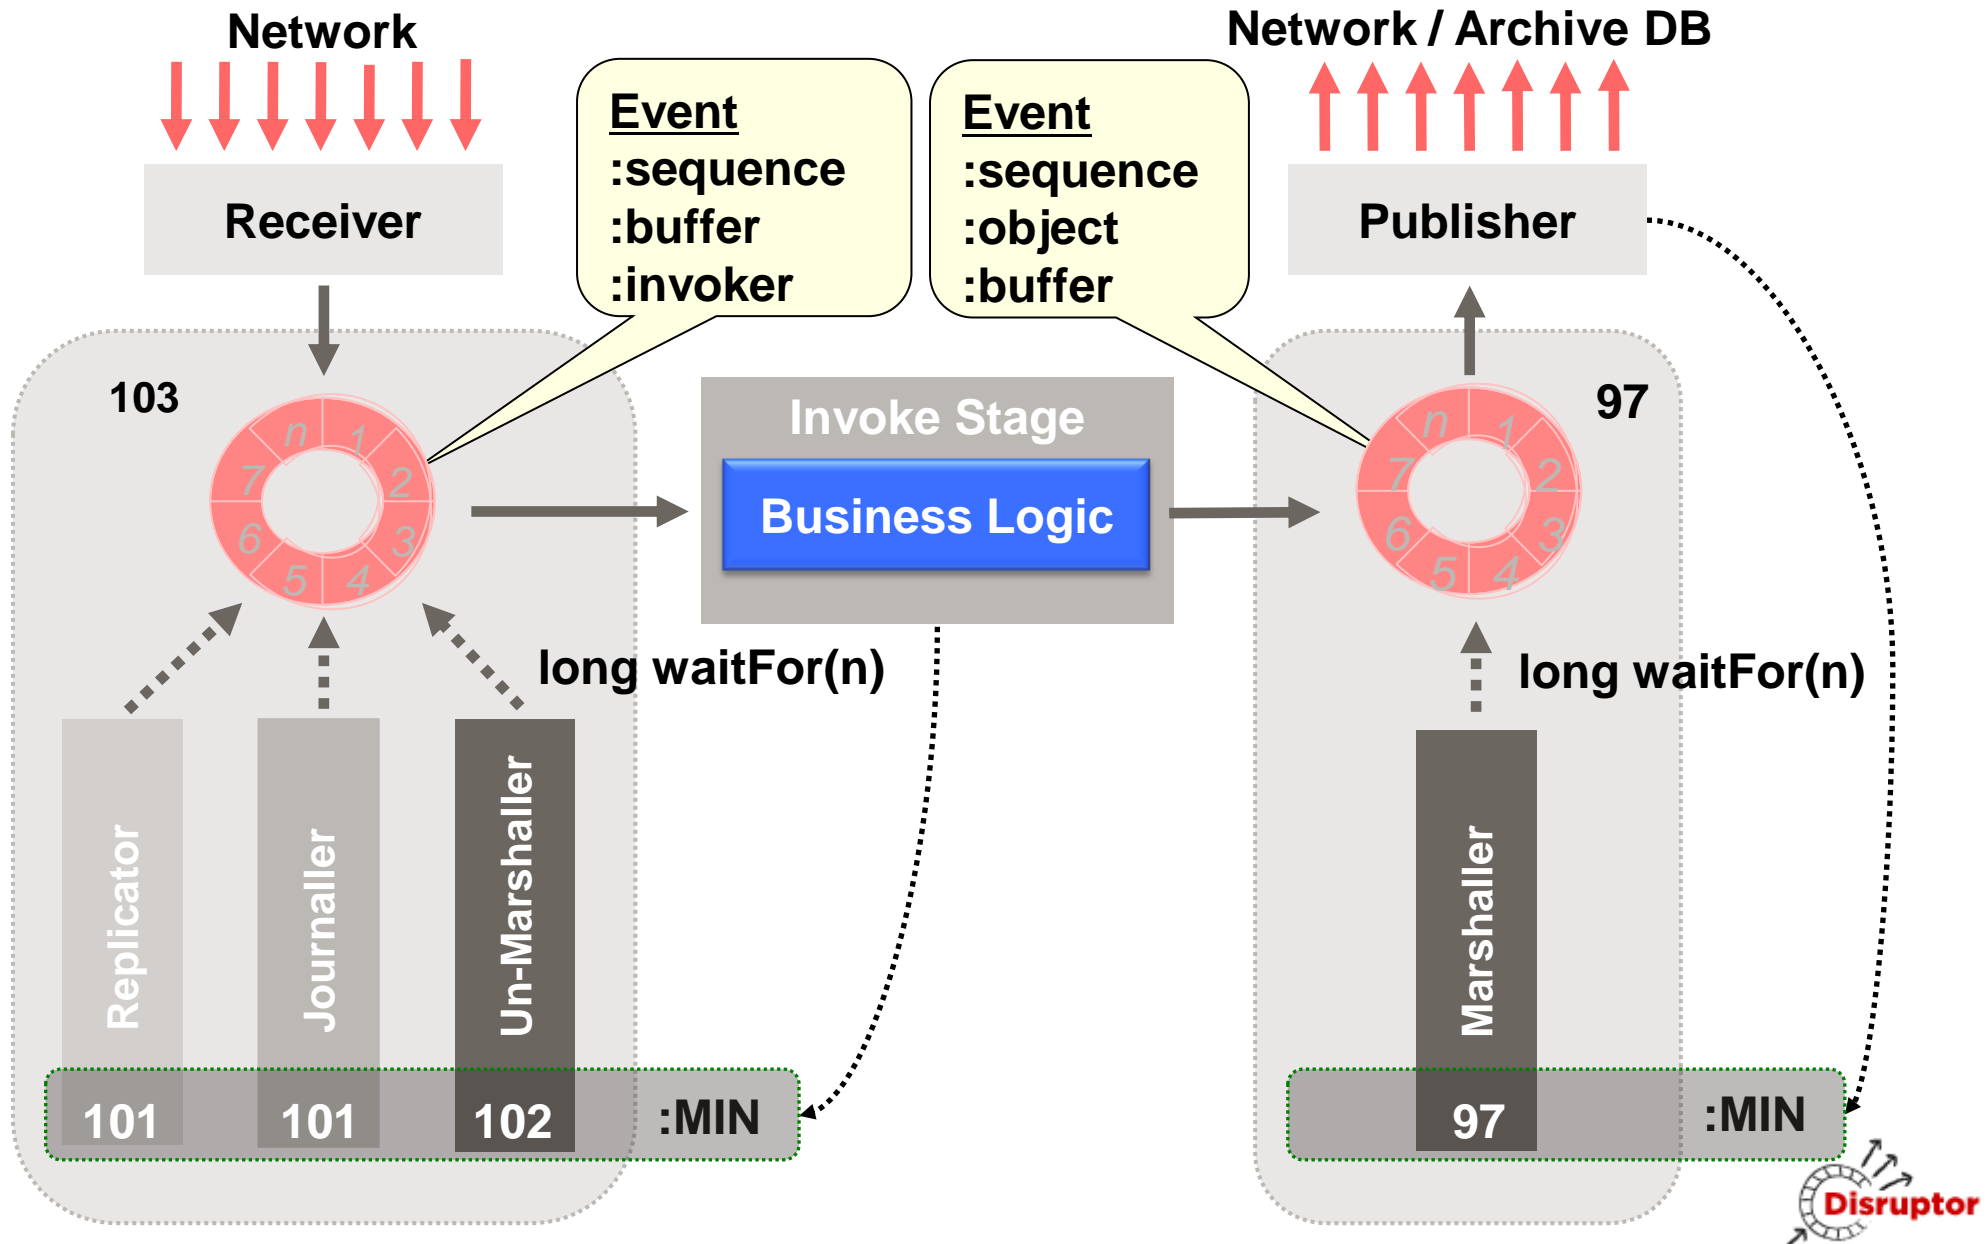 Network
Network / Archive DB
Event
:sequence
:buffer
:invoker
Event
:sequence
:object
:buffer
Receiver
Publisher
103
n
1
2
3
4
5
6
7
Invoke Stage
Business Logic
97
n
1
2
3
4
5
6
7
long waitFor(n)
long waitFor(n)
Replicator
Journaller
Un-Marshaller
Marshaller
101
101
102
:MIN
97
:MIN
Disruptor